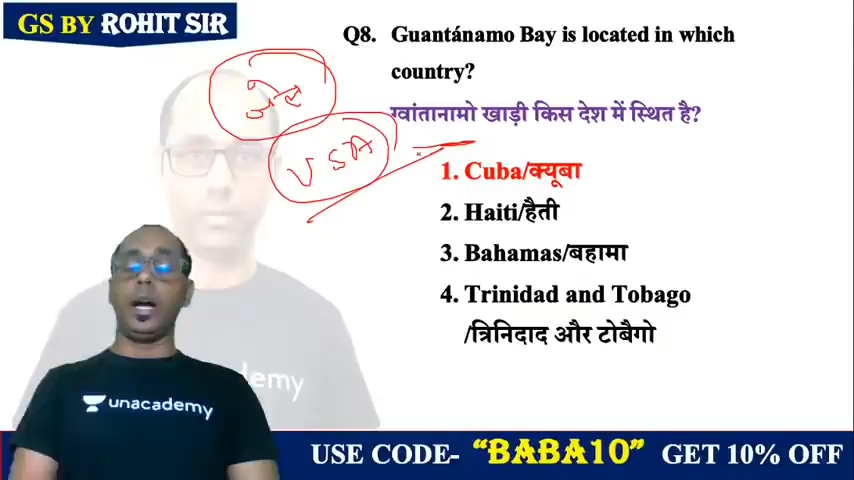 GS BY ROHIT SIR
Q8. Guantánamo Bay is located in which
country?
ग्वांतानामो खाड़ी किस देश में स्थित है?
जेल
USA
1. Cuba/क्यूबा
2. Haiti/हैती
3. Bahamas/बहामा
4. Trinidad and Tobago
/त्रिनिदाद और टोबैगो
unacademy
emy
USE CODE- “BABA10” GET 10% OFF